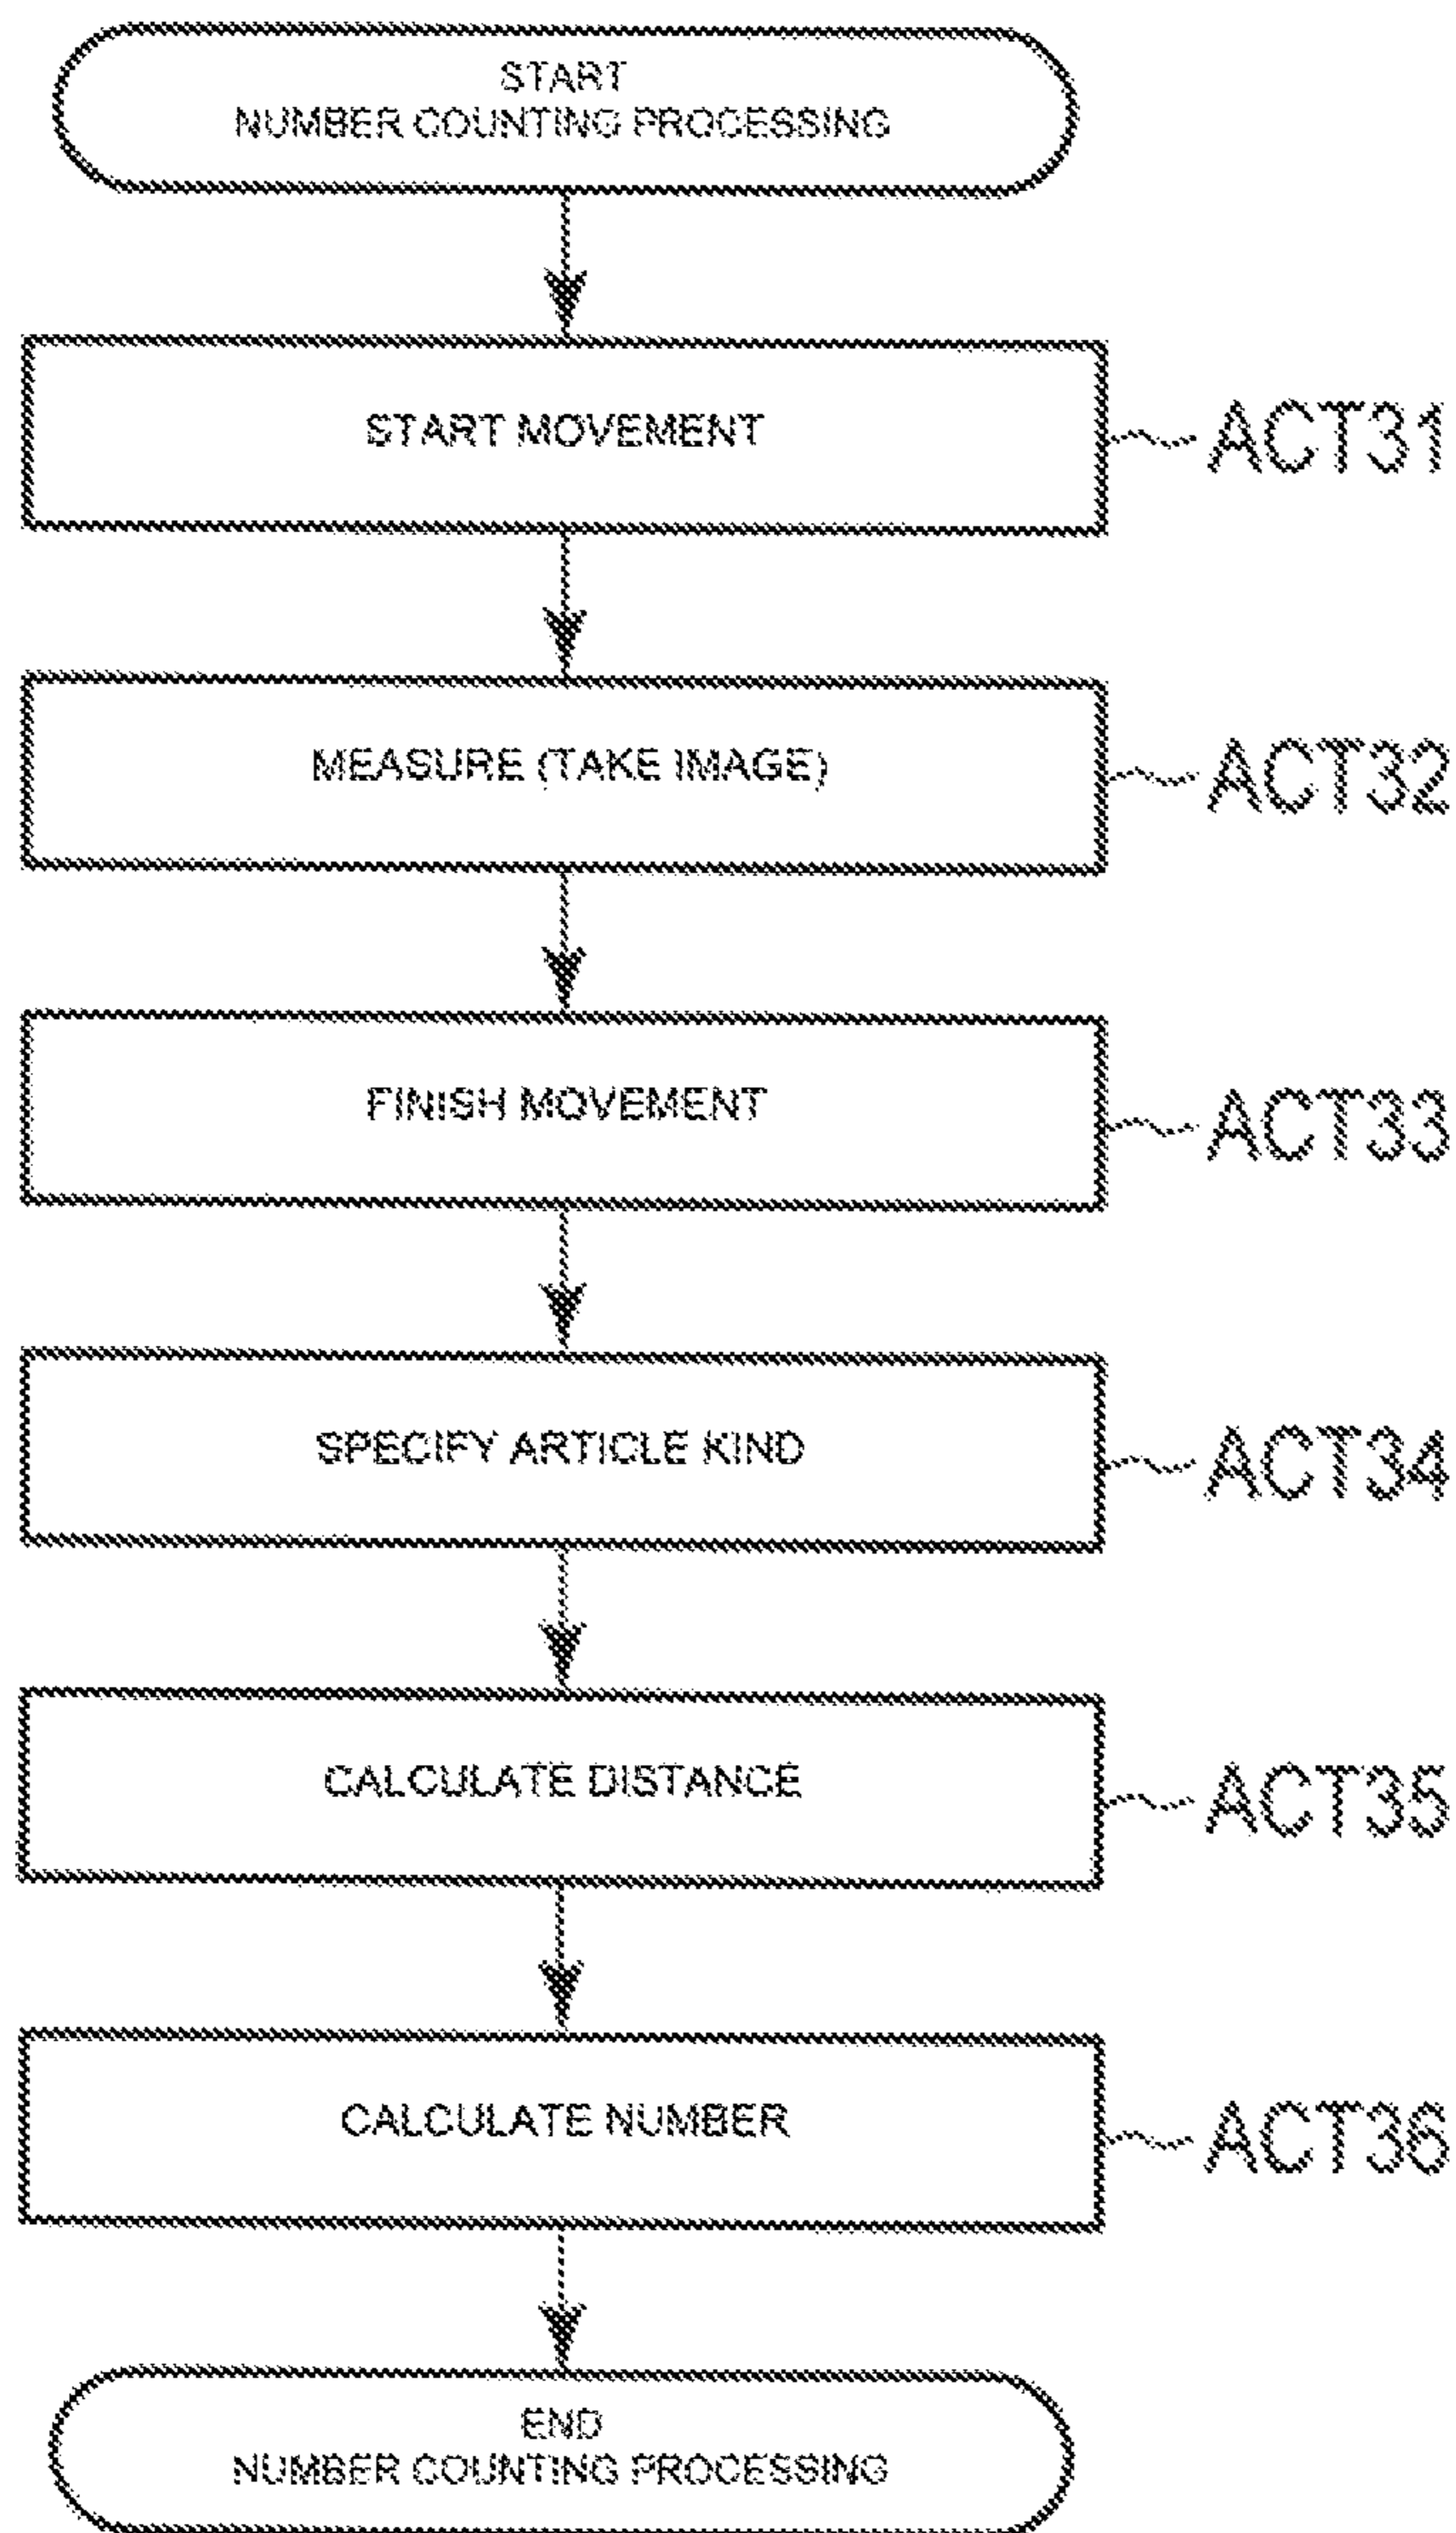 START
NUMBER COUNTING PROCESSING
START MOVEMENT
ACT31
MEASURE (TAKE IMAGE)
ACT32
FINISH MOVEMENT
ACT33
SPECIFY ARTICLE KIND
ACT34
CALCULATE DISTANCE
ACT35
CALCULATE NUMBER
ACT36
END
NUMBER COUNTING PROCESSING